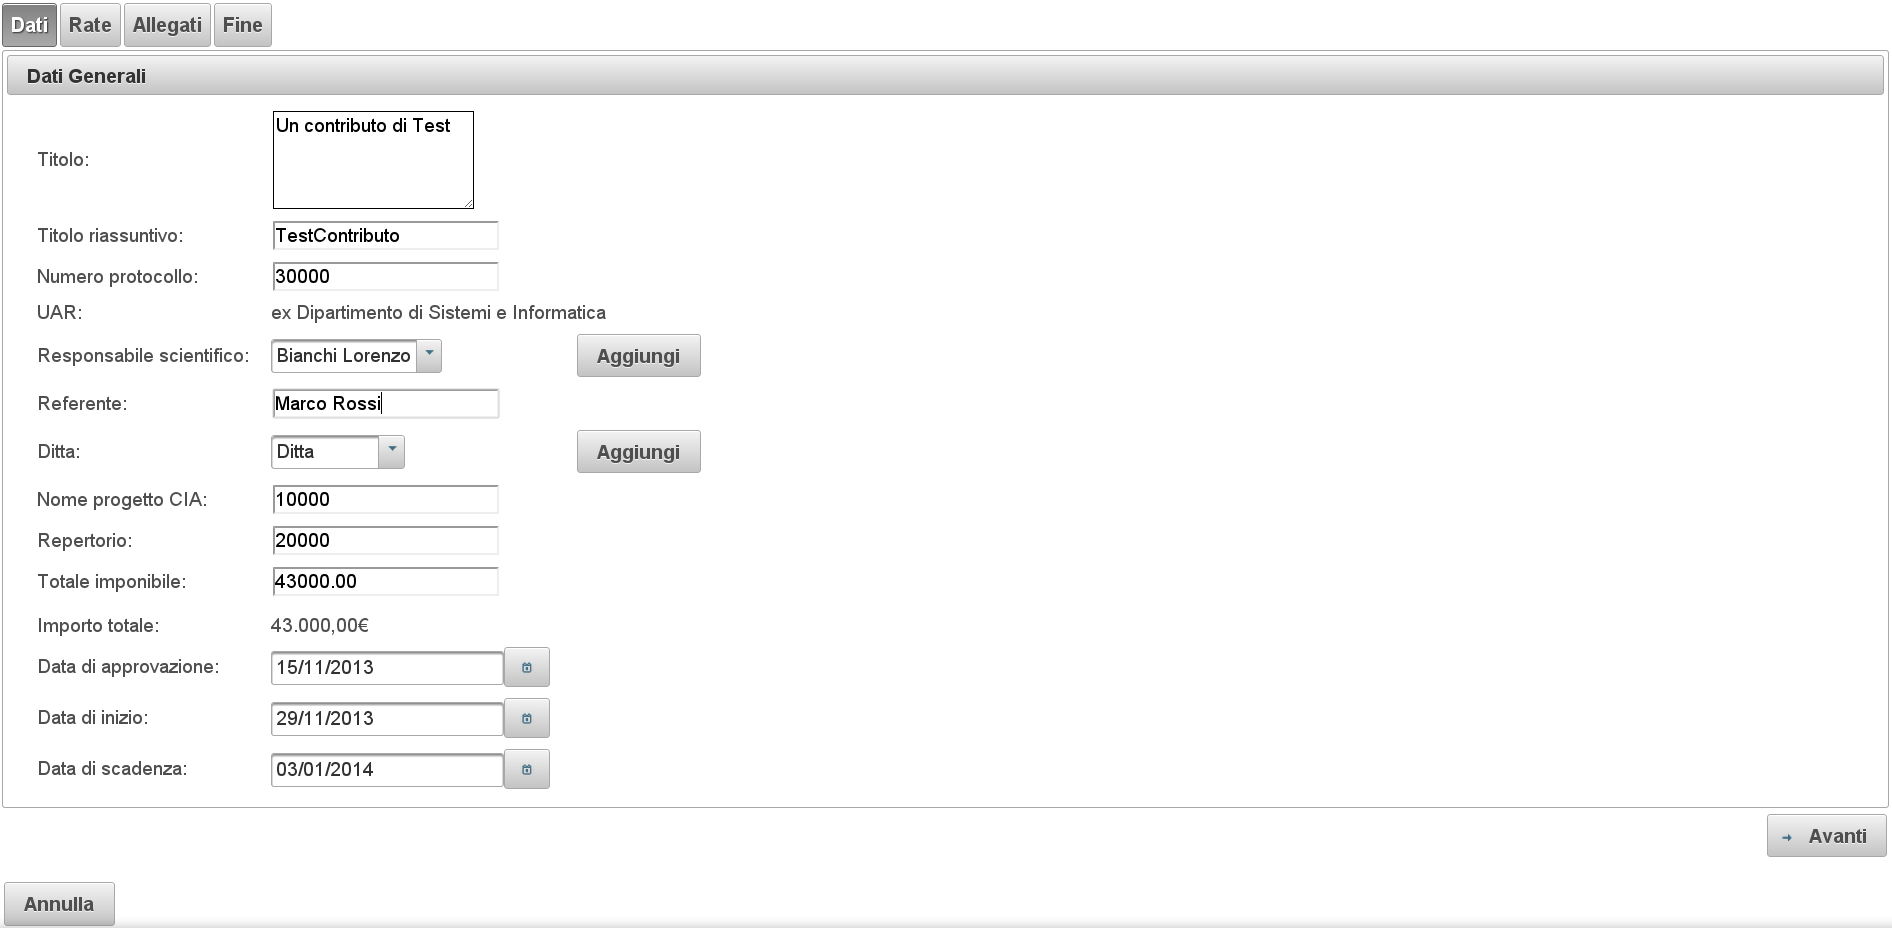 Dati Rate Allegati Fine
Dati Generali
Titolo: Un contributo di Test
Titolo riassuntivo: TestContributo
Numero protocollo: 30000
UAR: ex Dipartimento di Sistemi e Informatica
Responsabile scientifico: Bianchi Lorenzo Aggiungi
Referente: Marco Rossi
Ditta: Ditta Aggiungi
Nome progetto CIA: 10000
Repertorio: 20000
Totale imponibile: 43000.00
Importo totale: 43.000,00€
Data di approvazione: 15/11/2013
Data di inizio: 29/11/2013
Data di scadenza: 03/01/2014
Avanti
Annulla